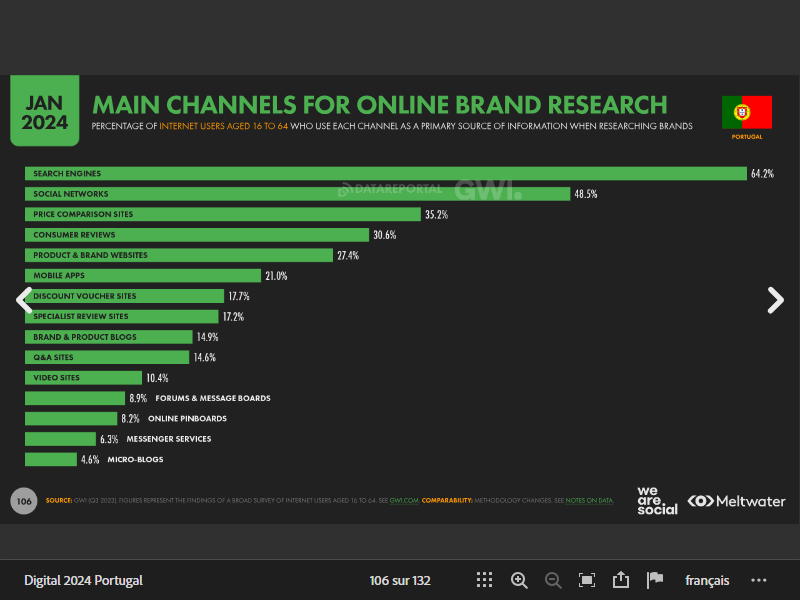 JAN
2024
MAIN CHANNELS FOR ONLINE BRAND RESEARCH
PERCENTAGE OF INTERNET USERS AGED 16 TO 64 WHO USE EACH CHANNEL AS A PRIMARY SOURCE OF INFORMATION WHEN RESEARCHING BRANDS
PORTUGAL
SEARCH ENGINES 64.2%
DATAREPORTAL GWI.
SOCIAL NETWORKS 48.5%
PRICE COMPARISON SITES 35.2%
CONSUMER REVIEWS 30.6%
PRODUCT & BRAND WEBSITES 27.4%
MOBILE APPS 21.0%
DISCOUNT VOUCHER SITES 17.7%
SPECIALIST REVIEW SITES 17.2%
BRAND & PRODUCT BLOGS 14.9%
Q&A SITES 14.6%
VIDEO SITES 10.4%
8.9% FORUMS & MESSAGE BOARDS
8.2% ONLINE PINBOARDS
6.3% MESSENGER SERVICES
4.6% MICRO-BLOGS
106 SOURCE: GWI (Q3 2023). FIGURES REPRESENT THE FINDINGS OF A BROAD SURVEY OF INTERNET USERS AGED 16 TO 64. SEE GWI.COM. COMPARABILITY: METHODOLOGY CHANGES. SEE NOTES ON DATA.
we
are
social
Meltwater
Digital 2024 Portugal 106 sur 132 français